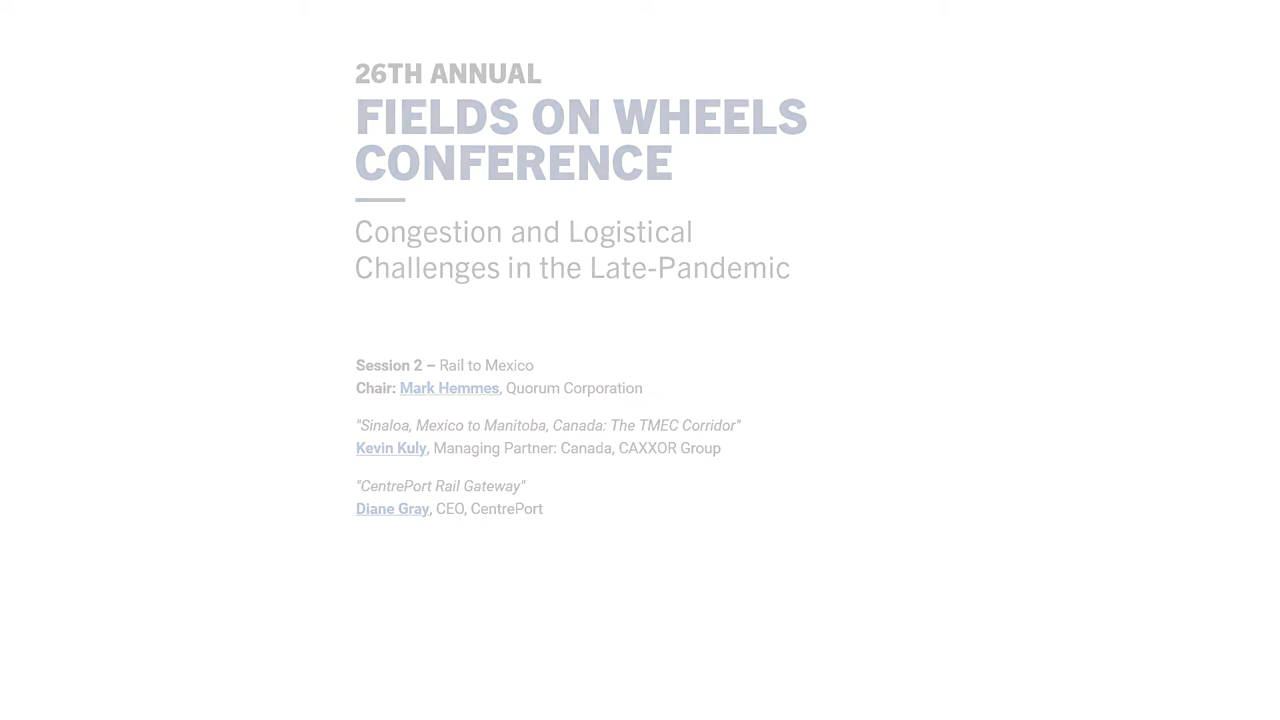 26TH ANNUAL
FIELDS ON WHEELS
CONFERENCE
Congestion and Logistical
Challenges in the Late-Pandemic
Session 2 – Rail to Mexico
Chair: Mark Hemmes, Quorum Corporation
"Sinaloa, Mexico to Manitoba, Canada: The TMEC Corridor"
Kevin Kuly, Managing Partner: Canada, CAXXOR Group
"CentrePort Rail Gateway"
Diane Gray, CEO, CentrePort